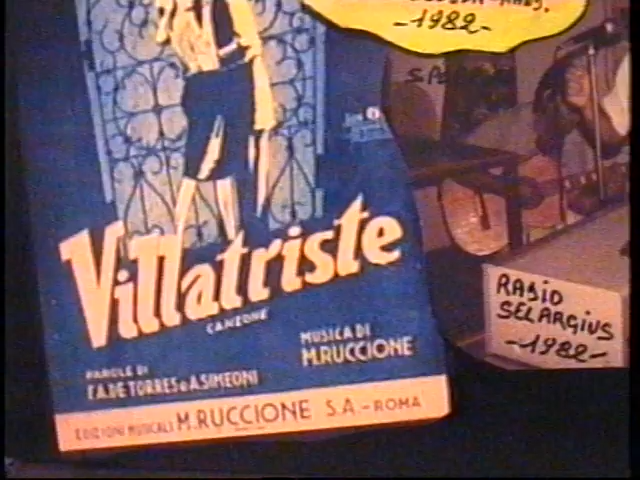 -1982-
Villatriste
CANZONE
PAROLE DI
E.A.DE TORRES e A.SIMEONI
MUSICA DI
M.RUCCIONE
EDIZIONI MUSICALI M.RUCCIONE S.A.-ROMA
RADIO
SELARGIUS
-1982-